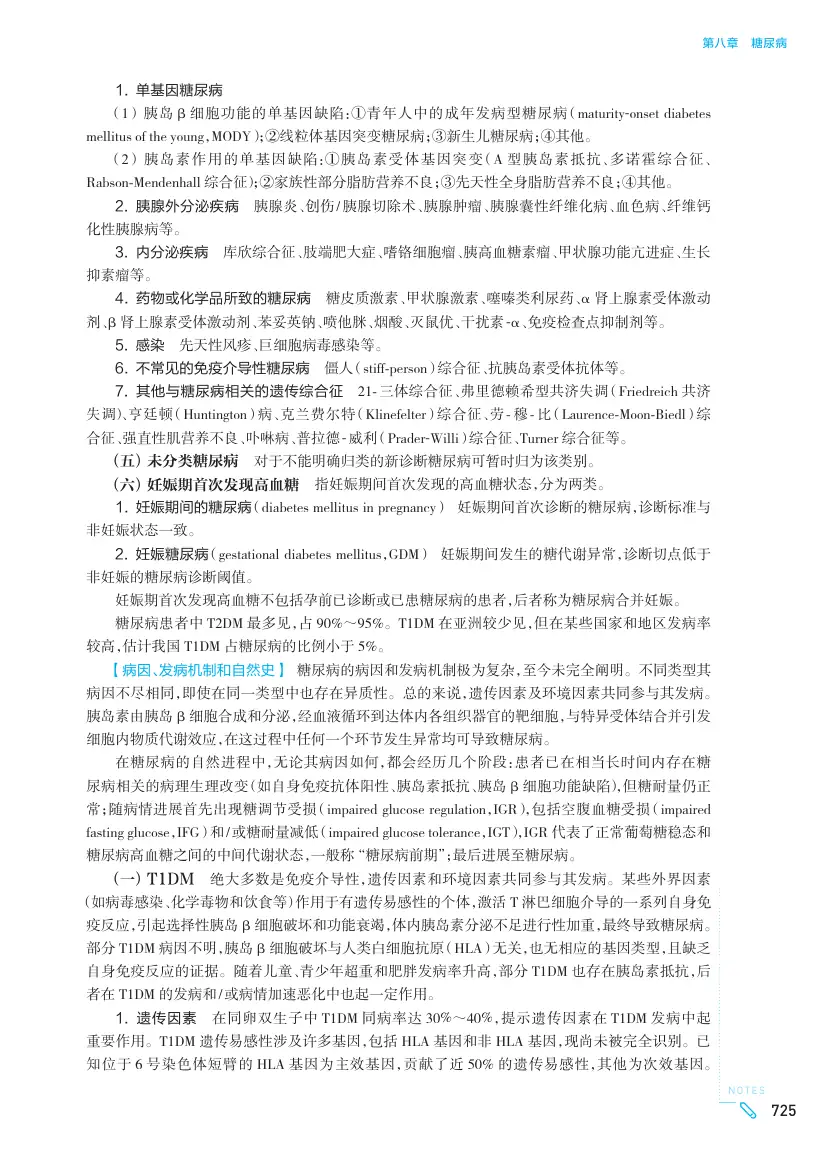 第八章 糖尿病
1. 单基因糖尿病
（1）胰岛 β 细胞功能的单基因缺陷：①青年人中的成年发病型糖尿病（maturity-onset diabetes
mellitus of the young，MODY）；②线粒体基因突变糖尿病；③新生儿糖尿病；④其他。
（2）胰岛素作用的单基因缺陷：①胰岛素受体基因突变（A 型胰岛素抵抗、多诺霍综合征、
Rabson-Mendenhall 综合征）；②家族性部分脂肪营养不良；③先天性全身脂肪营养不良；④其他。
2. 胰腺外分泌疾病 胰腺炎、创伤/胰腺切除术、胰腺肿瘤、胰腺囊性纤维化病、血色病、纤维钙
化性胰腺病等。
3. 内分泌疾病 库欣综合征、肢端肥大症、嗜铬细胞瘤、胰高血糖素瘤、甲状腺功能亢进症、生长
抑素瘤等。
4. 药物或化学品所致的糖尿病 糖皮质激素、甲状腺激素、噻嗪类利尿药、α 肾上腺素受体激动
剂、β 肾上腺素受体激动剂、苯妥英钠、喷他脒、烟酸、灭鼠优、干扰素-α、免疫检查点抑制剂等。
5. 感染 先天性风疹、巨细胞病毒感染等。
6. 不常见的免疫介导性糖尿病 僵人（stiff-person）综合征、抗胰岛素受体抗体等。
7. 其他与糖尿病相关的遗传综合征 21-三体综合征、弗里德赖希型共济失调（Friedreich 共济
失调）、亨廷顿（Huntington）病、克兰费尔特（Klinefelter）综合征、劳-穆-比（Laurence-Moon-Biedl）综
合征、强直性肌营养不良、卟啉病、普拉德-威利（Prader-Willi）综合征、Turner 综合征等。
（五）未分类糖尿病 对于不能明确归类的新诊断糖尿病可暂时归为该类别。
（六）妊娠期首次发现高血糖 指妊娠期间首次发现的高血糖状态，分为两类。
1. 妊娠期间的糖尿病（diabetes mellitus in pregnancy） 妊娠期间首次诊断的糖尿病，诊断标准与
非妊娠状态一致。
2. 妊娠糖尿病（gestational diabetes mellitus，GDM） 妊娠期间发生的糖代谢异常，诊断切点低于
非妊娠的糖尿病诊断阈值。
妊娠期首次发现高血糖不包括孕前已诊断或已患糖尿病的患者，后者称为糖尿病合并妊娠。
糖尿病患者中 T2DM 最多见，占 90%～95%。T1DM 在亚洲较少见，但在某些国家和地区发病率
较高，估计我国 T1DM 占糖尿病的比例小于 5%。
【病因、发病机制和自然史】 糖尿病的病因和发病机制极为复杂，至今未完全阐明。不同类型其
病因不尽相同，即使在同一类型中也存在异质性。总的来说，遗传因素及环境因素共同参与其发病。
胰岛素由胰岛 β 细胞合成和分泌，经血液循环到达体内各组织器官的靶细胞，与特异受体结合并引发
细胞内物质代谢效应，在这过程中任何一个环节发生异常均可导致糖尿病。
在糖尿病的自然进程中，无论其病因如何，都会经历几个阶段：患者已在相当长时间内存在糖
尿病相关的病理生理改变（如自身免疫抗体阳性、胰岛素抵抗、胰岛 β 细胞功能缺陷），但糖耐量仍正
常；随病情进展首先出现糖调节受损（impaired glucose regulation，IGR），包括空腹血糖受损（impaired
fasting glucose，IFG）和/或糖耐量减低（impaired glucose tolerance，IGT），IGR 代表了正常葡萄糖稳态和
糖尿病高血糖之间的中间代谢状态，一般称“糖尿病前期”；最后进展至糖尿病。
（一）T1DM 绝大多数是免疫介导性，遗传因素和环境因素共同参与其发病。某些外界因素
（如病毒感染、化学毒物和饮食等）作用于有遗传易感性的个体，激活 T 淋巴细胞介导的一系列自身免
疫反应，引起选择性胰岛 β 细胞破坏和功能衰竭，体内胰岛素分泌不足进行性加重，最终导致糖尿病。
部分 T1DM 病因不明，胰岛 β 细胞破坏与人类白细胞抗原（HLA）无关，也无相应的基因类型，且缺乏
自身免疫反应的证据。随着儿童、青少年超重和肥胖发病率升高，部分 T1DM 也存在胰岛素抵抗，后
者在 T1DM 的发病和/或病情加速恶化中也起一定作用。
1. 遗传因素 在同卵双生子中 T1DM 同病率达 30%～40%，提示遗传因素在 T1DM 发病中起
重要作用。T1DM 遗传易感性涉及许多基因，包括 HLA 基因和非 HLA 基因，现尚未被完全识别。已
知位于 6 号染色体短臂的 HLA 基因为主效基因，贡献了近 50% 的遗传易感性，其他为次效基因。
NOTES
725